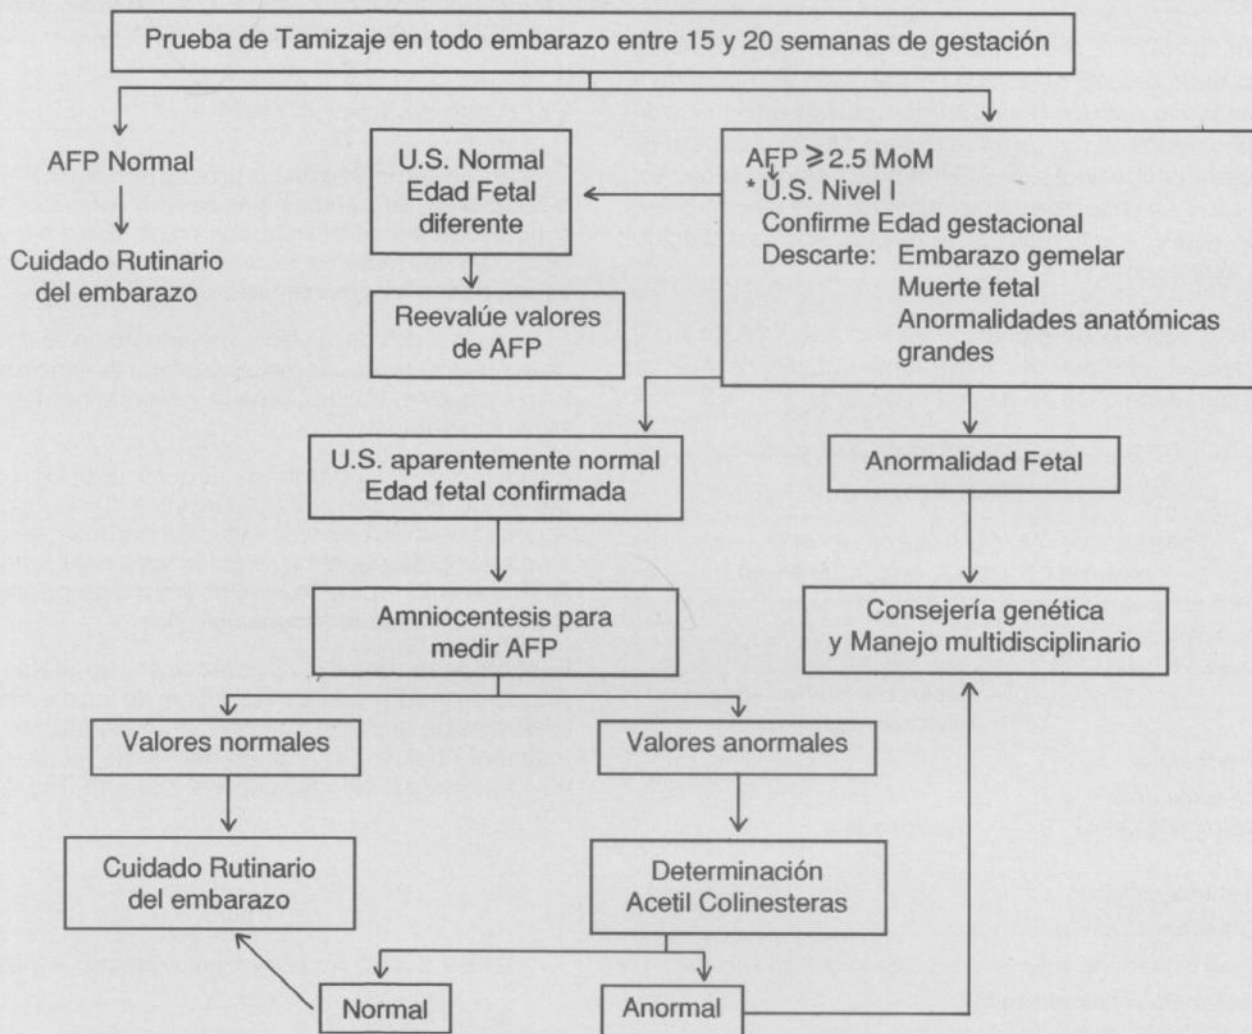 Prueba de Tamizaje en todo embarazo entre 15 y 20 semanas de gestación
AFP Normal
Cuidado Rutinario
del embarazo
U.S. Normal
Edad Fetal
diferente
Reevalúe valores
de AFP
AFP ⩾ 2.5 MoM
* U.S. Nivel I
Confirme Edad gestacional
Descarte: Embarazo gemelar
Muerte fetal
Anormalidades anatómicas
grandes
U.S. aparentemente normal
Edad fetal confirmada
Anormalidad Fetal
Amniocentesis para
medir AFP
Consejería genética
y Manejo multidisciplinario
Valores normales
Valores anormales
Cuidado Rutinario
del embarazo
Determinación
Acetil Colinesteras
Normal
Anormal